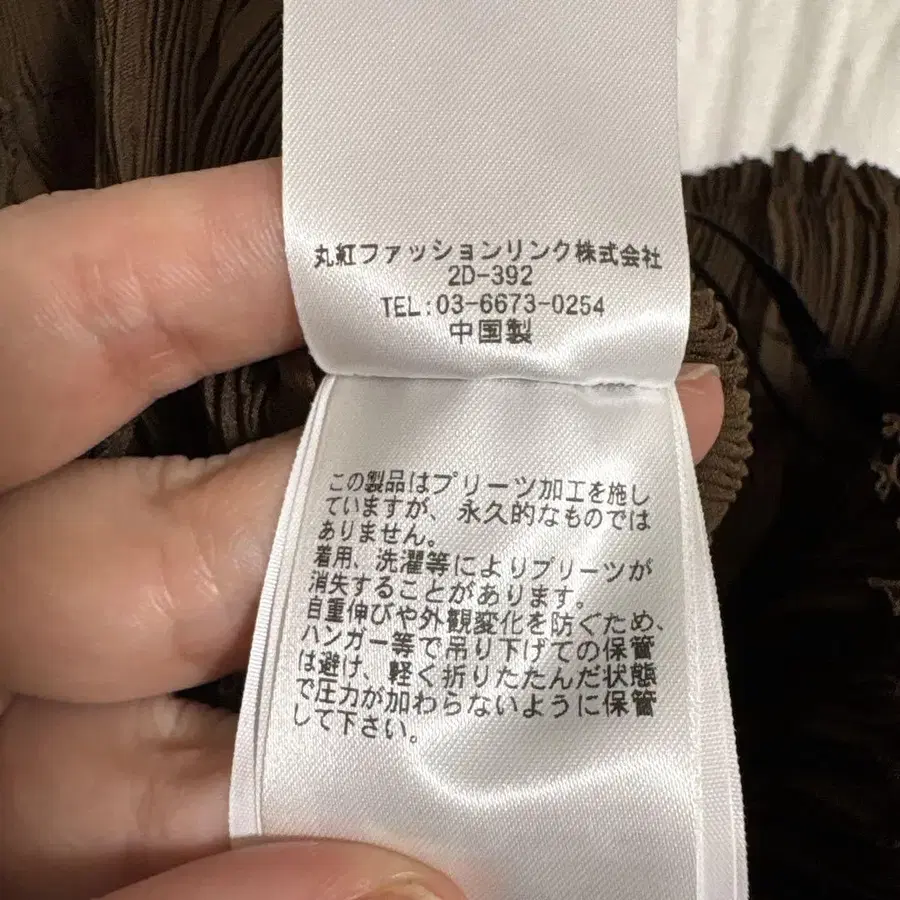 丸紅ファッションリンク株式会社
2D-392
TEL:03-6673-0254
中国製
この製品はプリーツ加工を施し
ていますが、永久的なものでは
ありません。
着用、洗濯等によりプリーツが
消失することがあります。
自重伸びや外観変化を防ぐため、
ハンガー等で吊り下げての保管
は避け、軽く折りたたんだ状態
で圧力が加わらないように保管
して下さい。